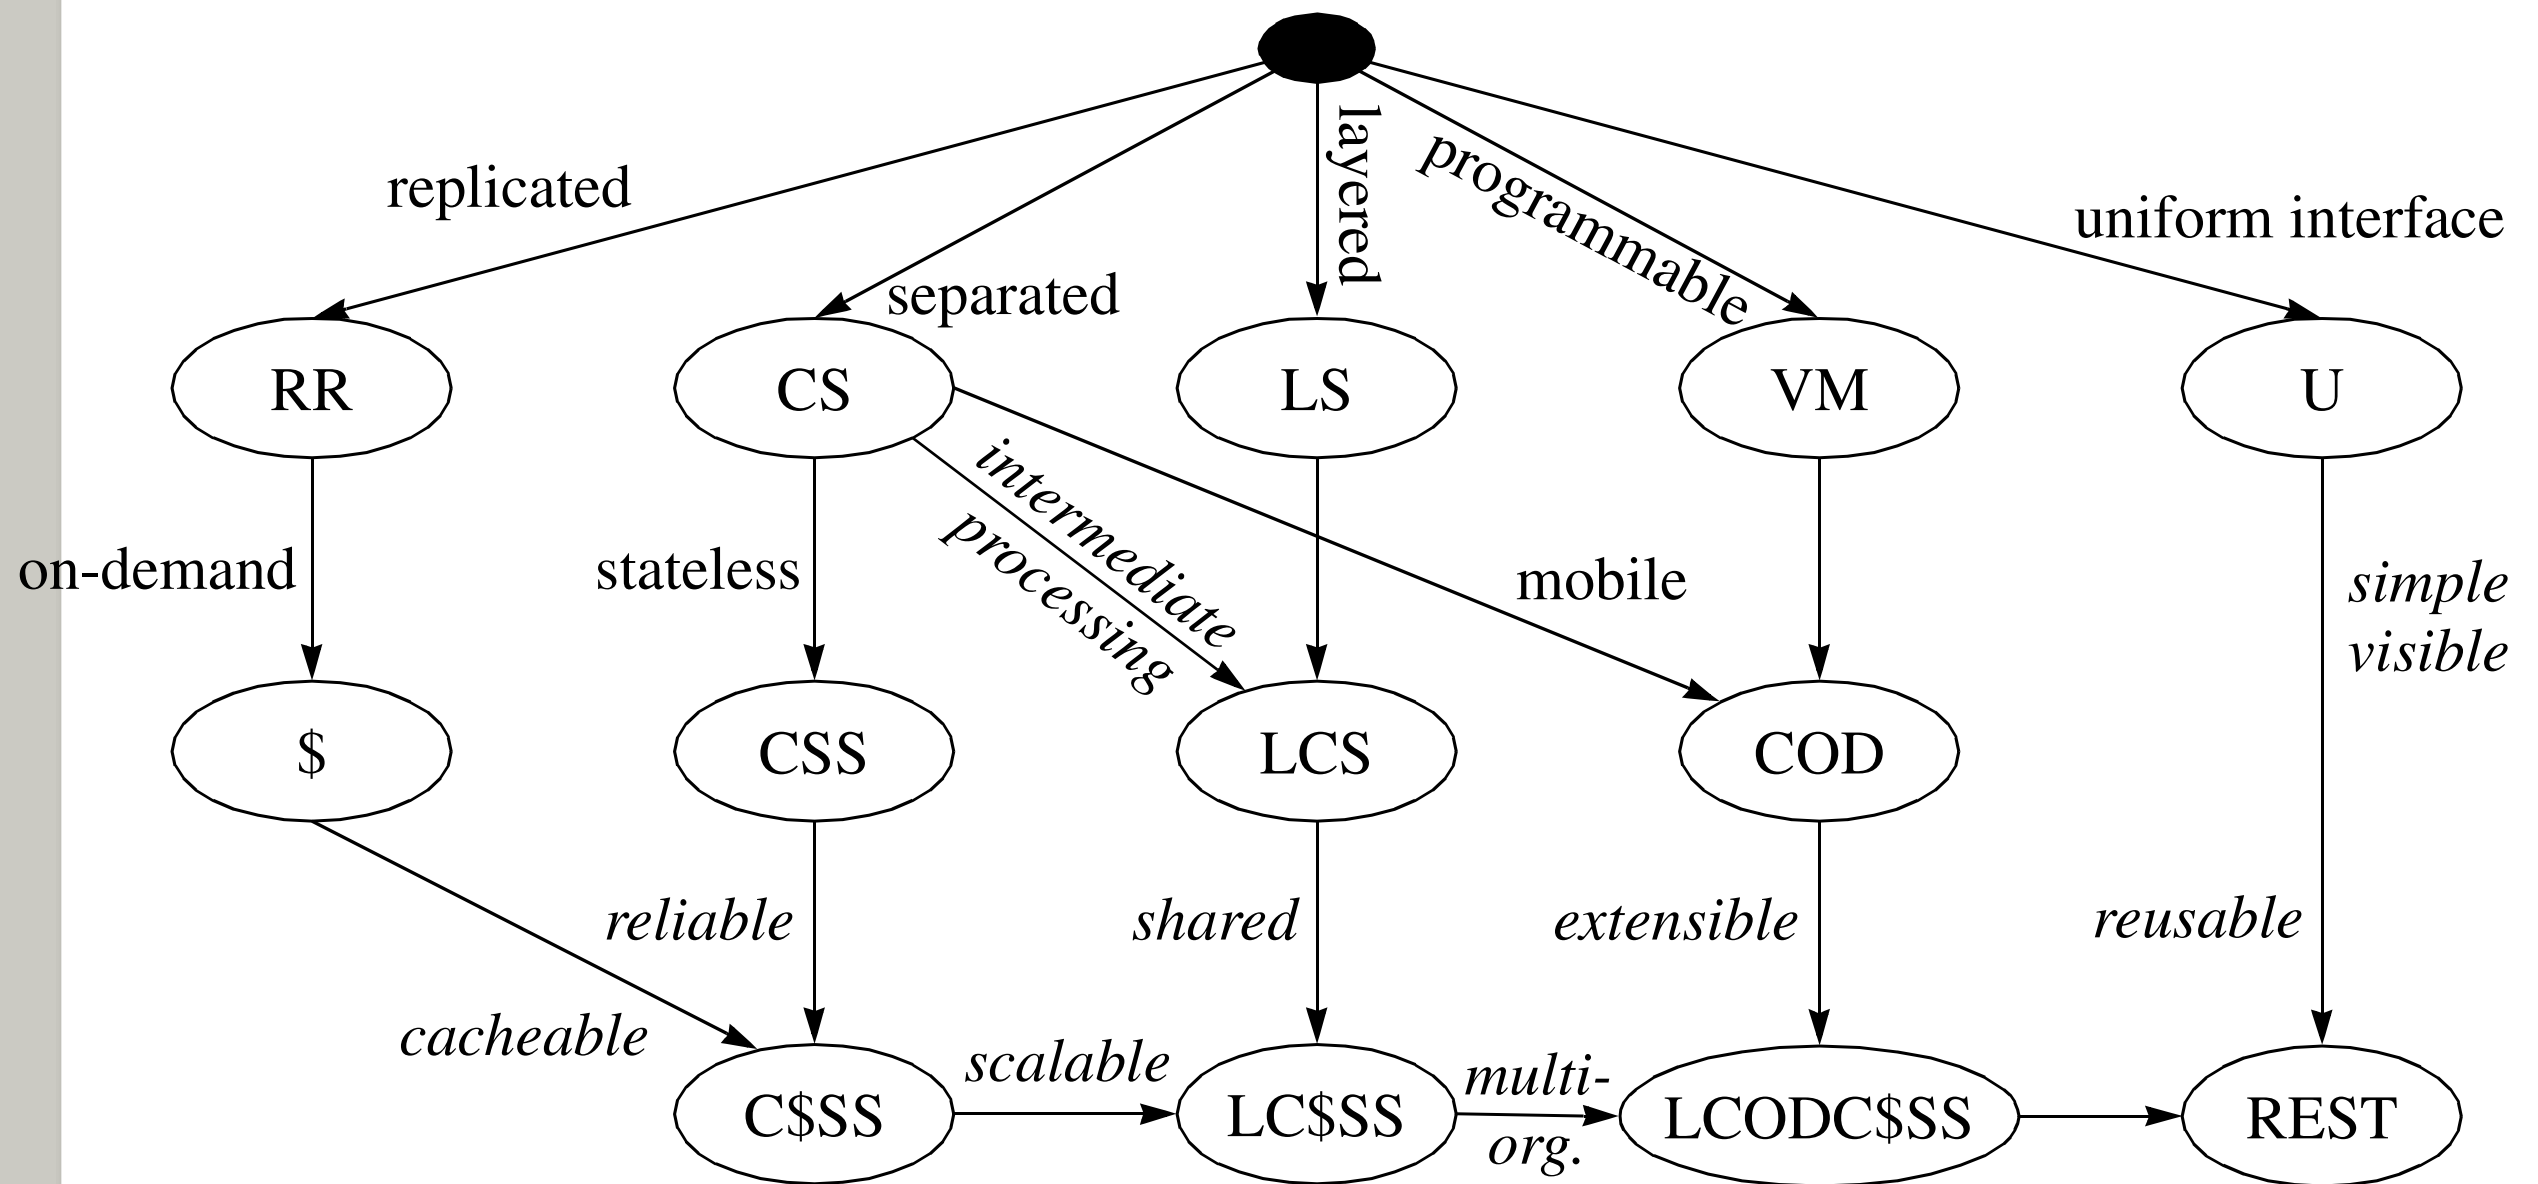 layered
programmable
replicated
uniform interface
separated
RR
CS
LS
VM
U
intermediate
processing
on-demand
stateless
mobile
simple
visible
$
CSS
LCS
COD
reliable
shared
extensible
reusable
cacheable
scalable
multi-
org.
C$SS
LC$SS
LCODC$SS
REST